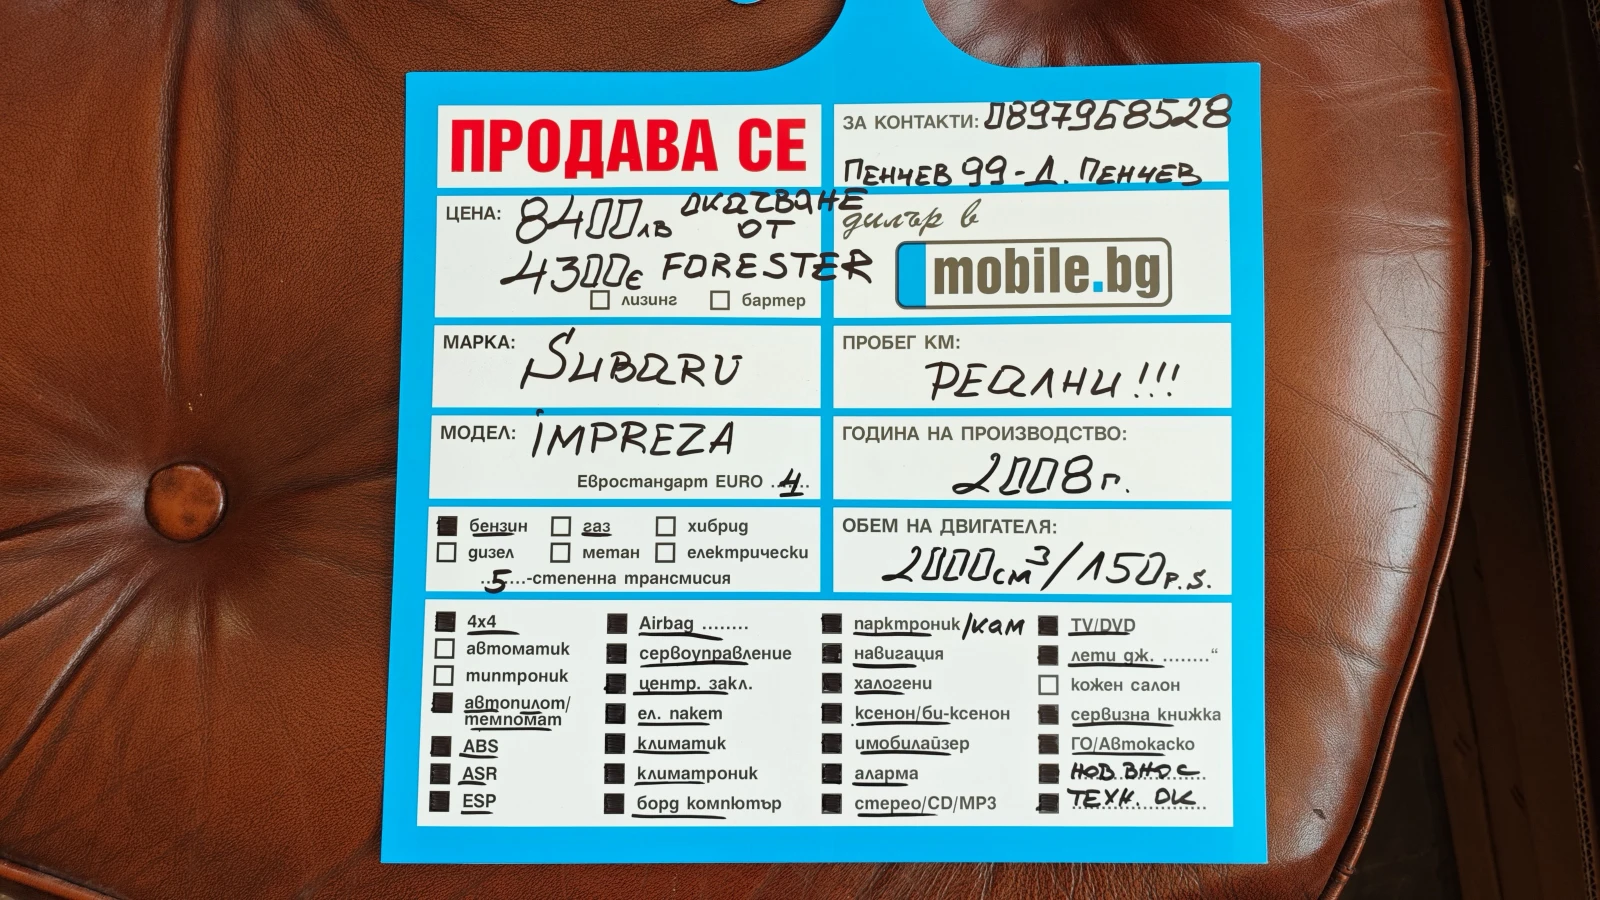 ПРОДАВА СЕ
ЗА КОНТАКТИ: 0897968528
ПЕНЧЕВ 99 - Д. ПЕНЧЕВ
ЦЕНА: 8400лв ОКАЧВАНЕ
ОТ
4300€ FORESTER
лизинг бартер
дилър в
mobile.bg
МАРКА: SUBARU
ПРОБЕГ КМ:
РЕАЛНИ!!!
МОДЕЛ: IMPREZA
Евростандарт EURO ..4..
ГОДИНА НА ПРОИЗВОДСТВО:
2008г.
бензин газ хибрид
дизел метан електрически
..5...-степенна трансмисия
ОБЕМ НА ДВИГАТЕЛЯ:
2000см³/150P.S.
4x4
автоматик
типтроник
автопилот/
темпомат
ABS
ASR
ESP
Airbag ........
сервоуправление
центр. закл.
ел. пакет
климатик
климатроник
борд компютър
парктроник/КАМ
навигация
халогени
ксенон/би-ксенон
имобилайзер
аларма
стерео/CD/MP3
TV/DVD
лети дж. ........“
кожен салон
сервизна книжка
ГО/Автокаско
НОВ ВНОС
ТЕХН. ОК